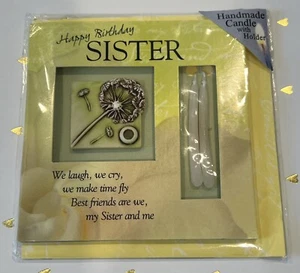 Handmade
Candle
with
Holder
Happy Birthday
SISTER
We laugh, we cry,
we make time fly
Best friends are we,
my Sister and me